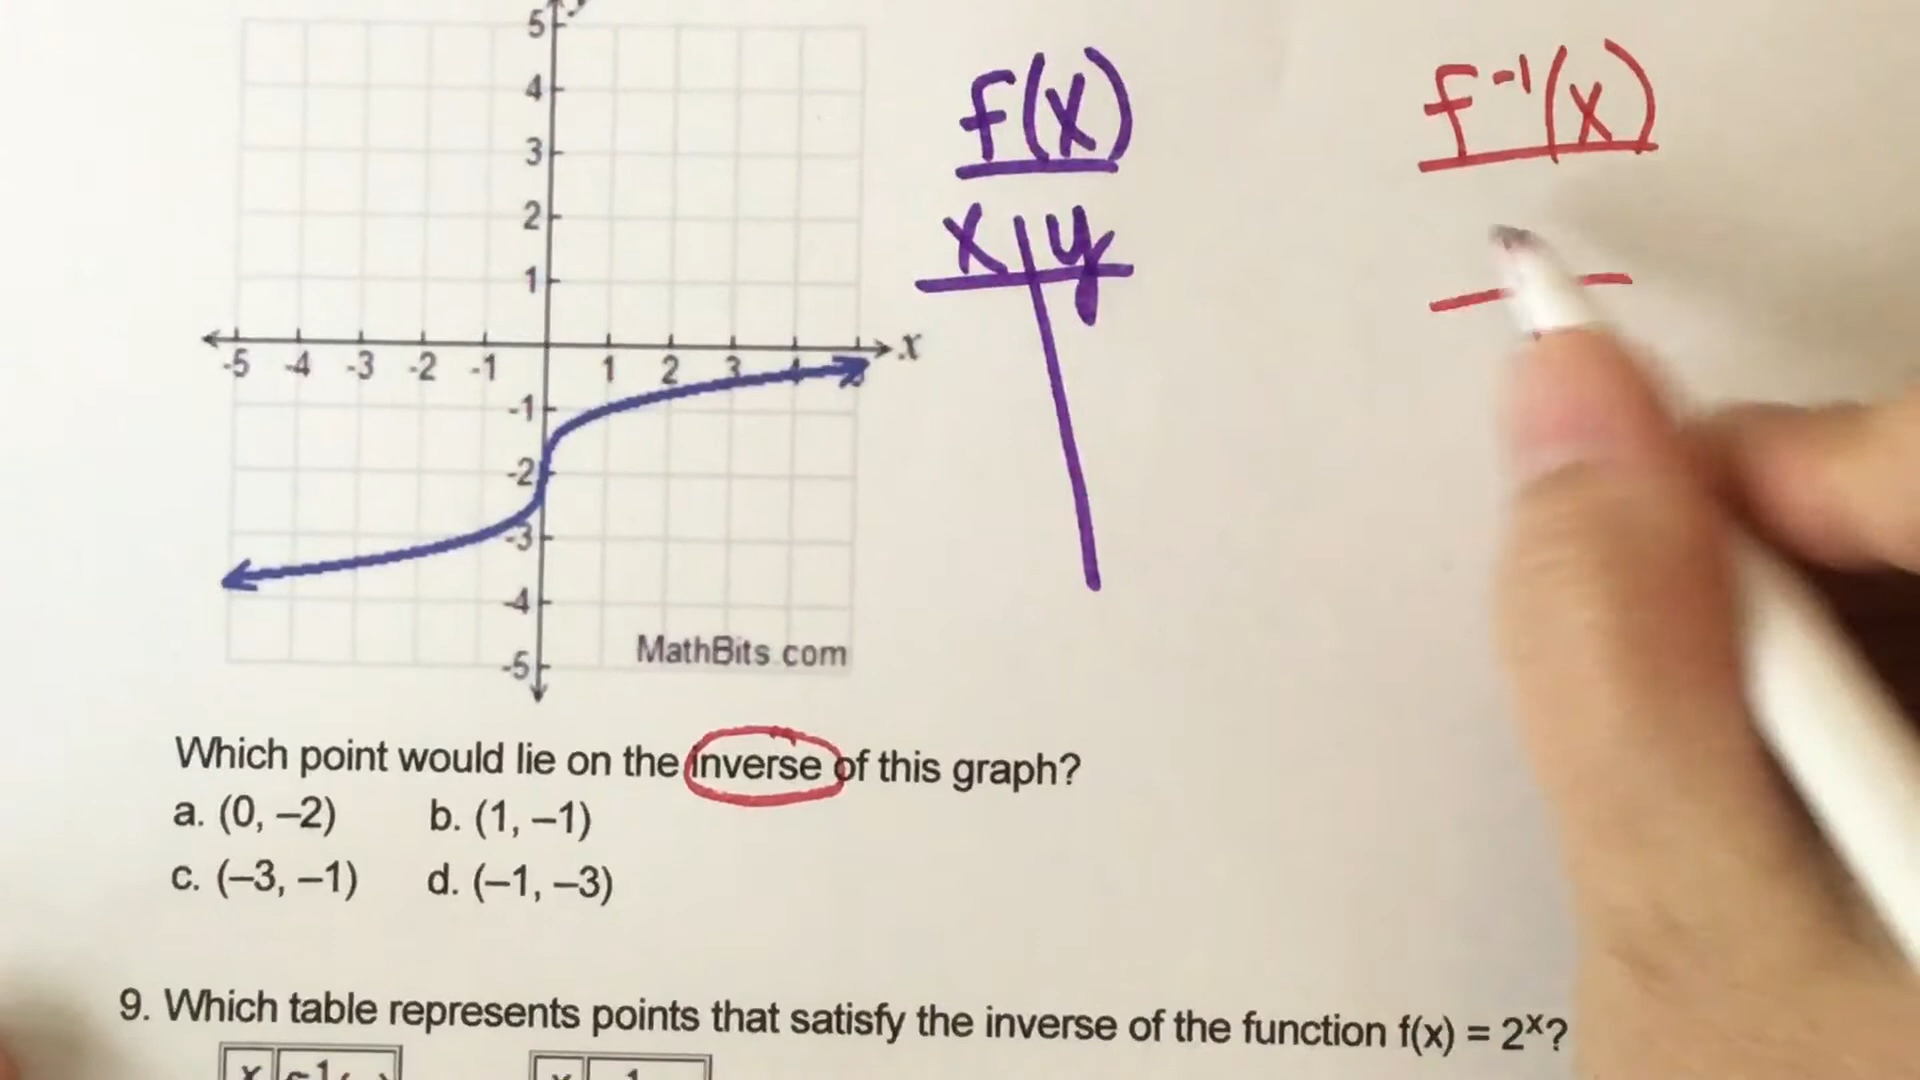 5
4
3
2
1
-5 -4 -3 -2 -1 1 2 3 x
-1
-2
-3
-4
-5
MathBits.com
f(x)
x y
f⁻¹(x)
Which point would lie on the inverse of this graph?
a. (0, –2) b. (1, –1)
c. (–3, –1) d. (–1, –3)
9. Which table represents points that satisfy the inverse of the function f(x) = 2ˣ?